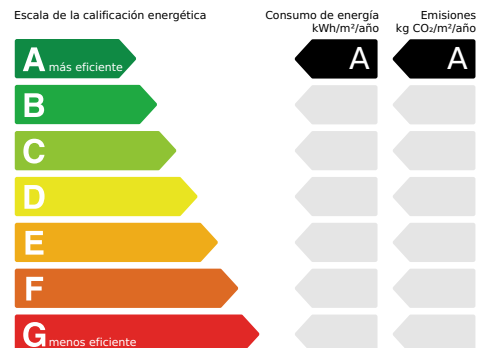 Escala de la calificación energética
Consumo de energía
kWh/m²/año
Emisiones
kg CO₂/m²/año
A más eficiente
A
A
B
C
D
E
F
G menos eficiente